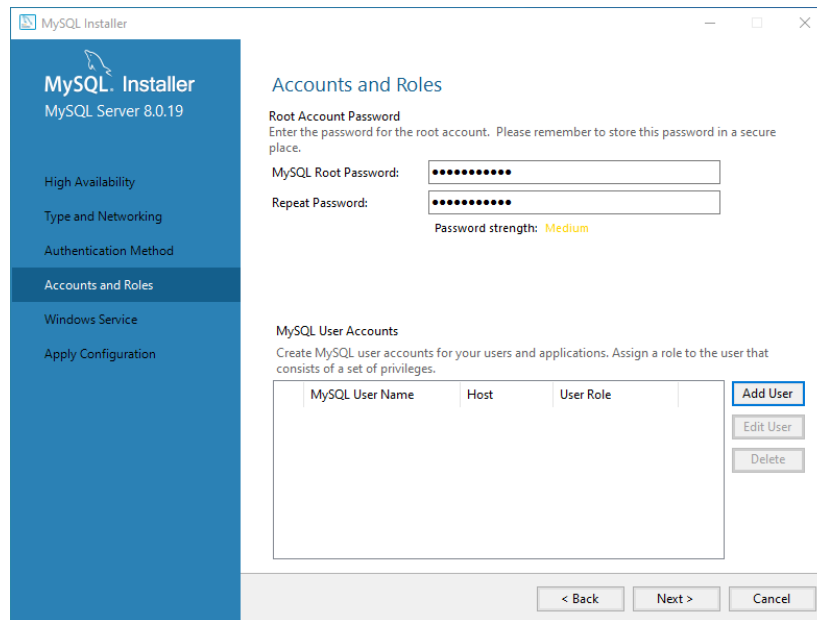 MySQL Installer
MySQL. Installer
MySQL Server 8.0.19
High Availability
Type and Networking
Authentication Method
Accounts and Roles
Windows Service
Apply Configuration
Accounts and Roles
Root Account Password
Enter the password for the root account. Please remember to store this password in a secure
place.
MySQL Root Password: •••••••••••
Repeat Password: •••••••••••
Password strength: Medium
MySQL User Accounts
Create MySQL user accounts for your users and applications. Assign a role to the user that
consists of a set of privileges.
MySQL User Name Host User Role
Add User
Edit User
Delete
< Back Next > Cancel